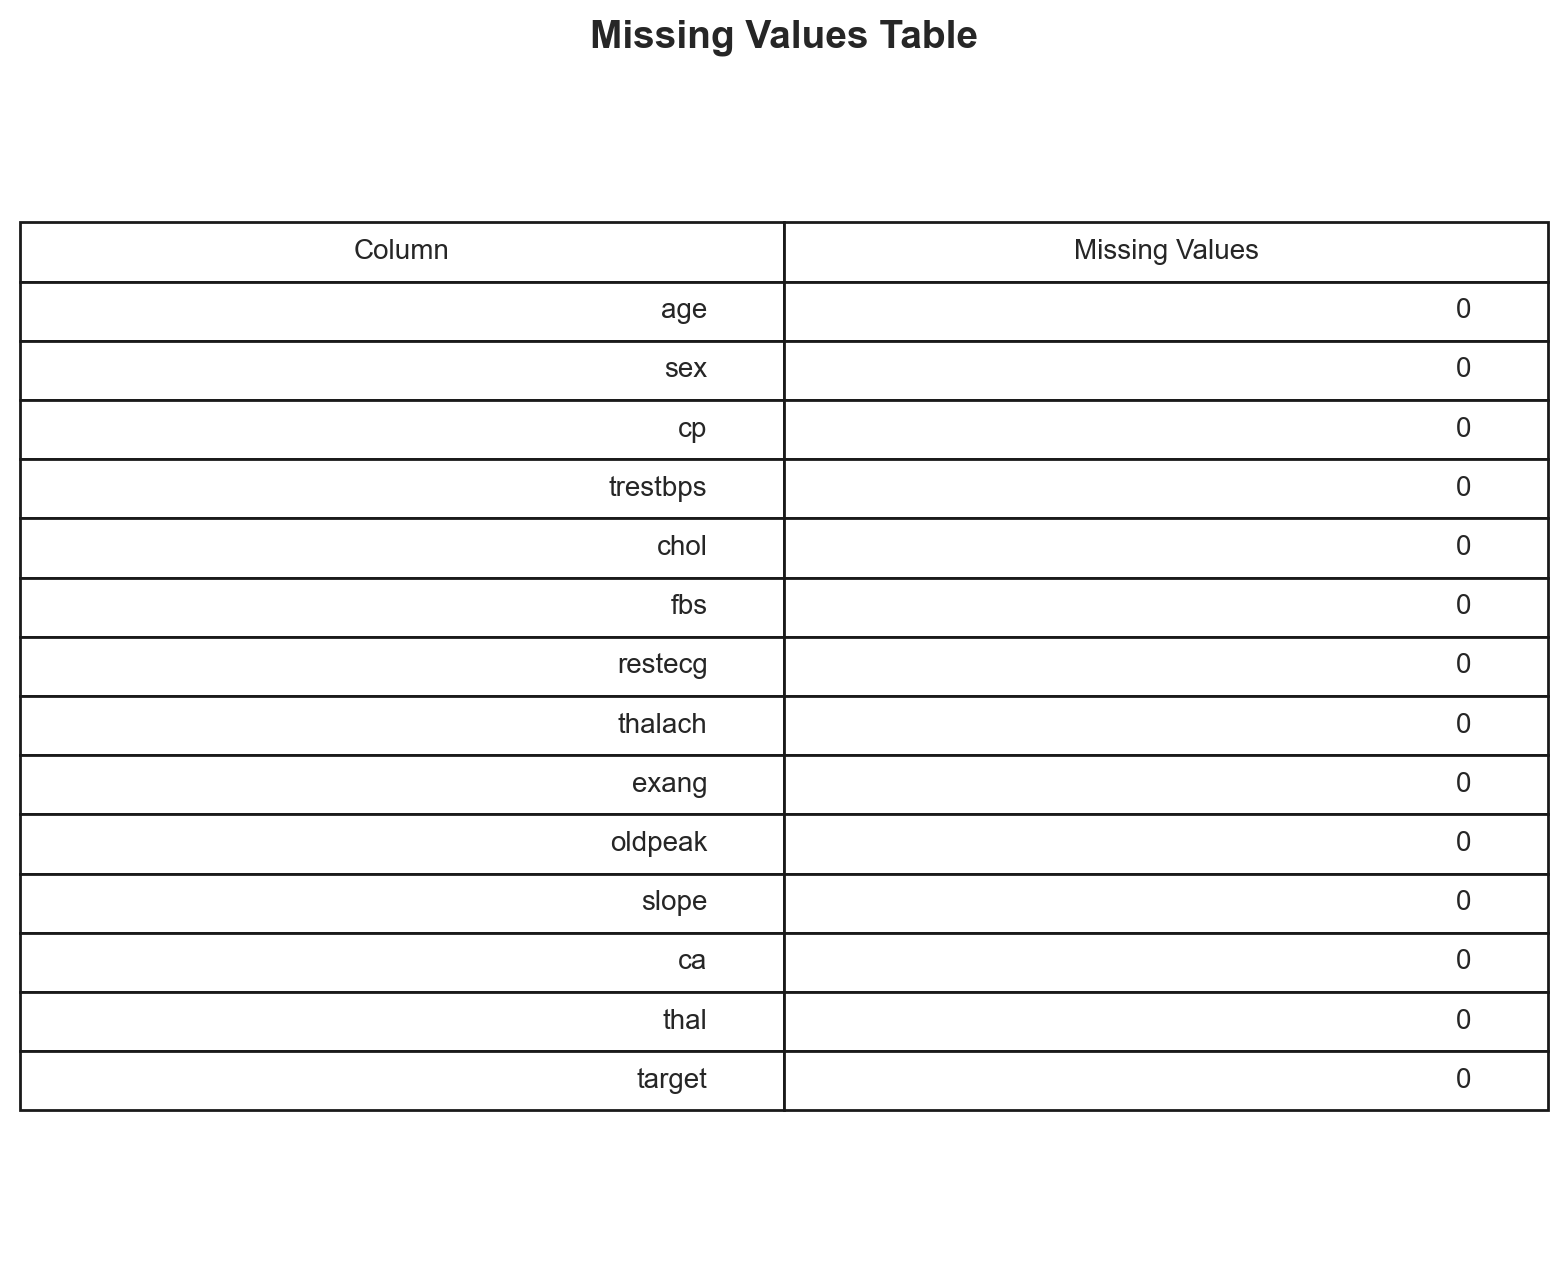 Missing Values Table
Column Missing Values
age 0
sex 0
cp 0
trestbps 0
chol 0
fbs 0
restecg 0
thalach 0
exang 0
oldpeak 0
slope 0
ca 0
thal 0
target 0